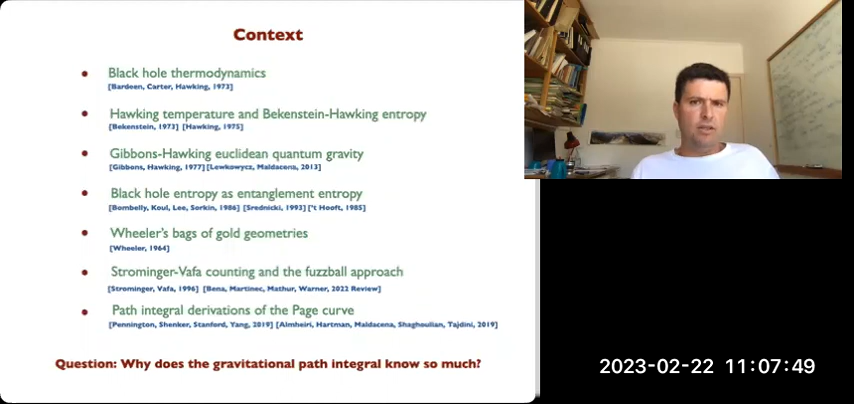 Context
Black hole thermodynamics
[Bardeen, Carter, Hawking, 1973]
Hawking temperature and Bekenstein-Hawking entropy
[Bekenstein, 1973] [Hawking, 1975]
Gibbons-Hawking euclidean quantum gravity
[Gibbons, Hawking, 1977] [Lewkowycz, Maldacena, 2013]
Black hole entropy as entanglement entropy
[Bombelly, Koul, Lee, Sorkin, 1986] [Srednicki, 1993] ['t Hooft, 1985]
Wheeler's bags of gold geometries
[Wheeler, 1964]
Strominger-Vafa counting and the fuzzball approach
[Strominger, Vafa, 1996] [Bena, Martinec, Mathur, Warner, 2022 Review]
Path integral derivations of the Page curve
[Pennington, Shenker, Stanford, Yang, 2019] [Almheiri, Hartman, Maldacena, Shaghoulian, Tajdini, 2019]
Question: Why does the gravitational path integral know so much?
2023-02-22 11:07:49